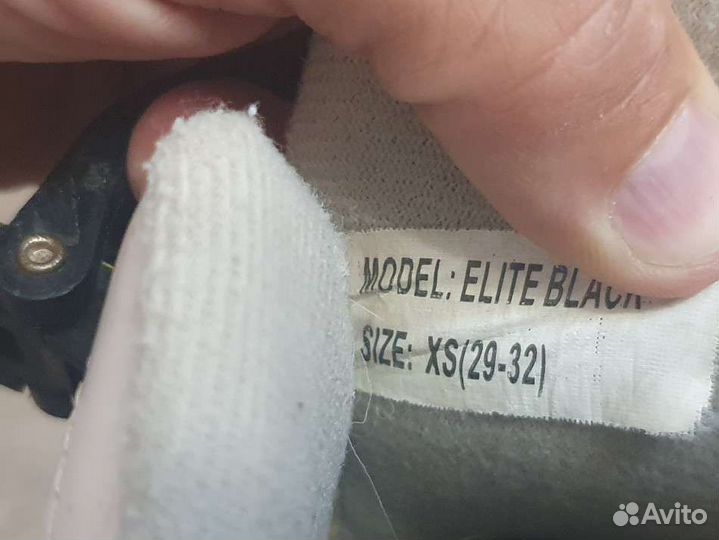 MODEL: ELITE BLACK
SIZE: XS(29-32)
Avito